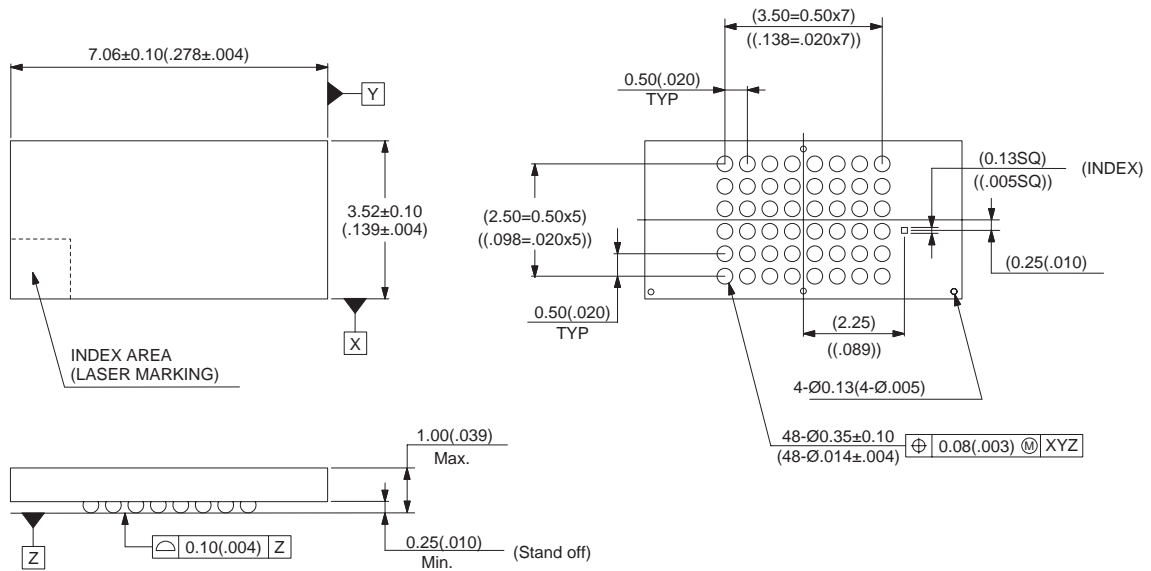 7.06±0.10(.278±.004)
Y
3.52±0.10
(.139±.004)
X
INDEX AREA
(LASER MARKING)
(3.50=0.50x7)
((.138=.020x7))
0.50(.020)
TYP
(0.13SQ)
((.005SQ))
(INDEX)
(2.50=0.50x5)
((.098=.020x5))
(0.25(.010)
0.50(.020)
TYP
(2.25)
((.089))
4-Ø0.13(4-Ø.005)
48-Ø0.35±0.10
(48-Ø.014±.004)
⌖ 0.08(.003) Ⓜ XYZ
1.00(.039)
Max.
Z
⌓ 0.10(.004) Z
0.25(.010)
Min.
(Stand off)